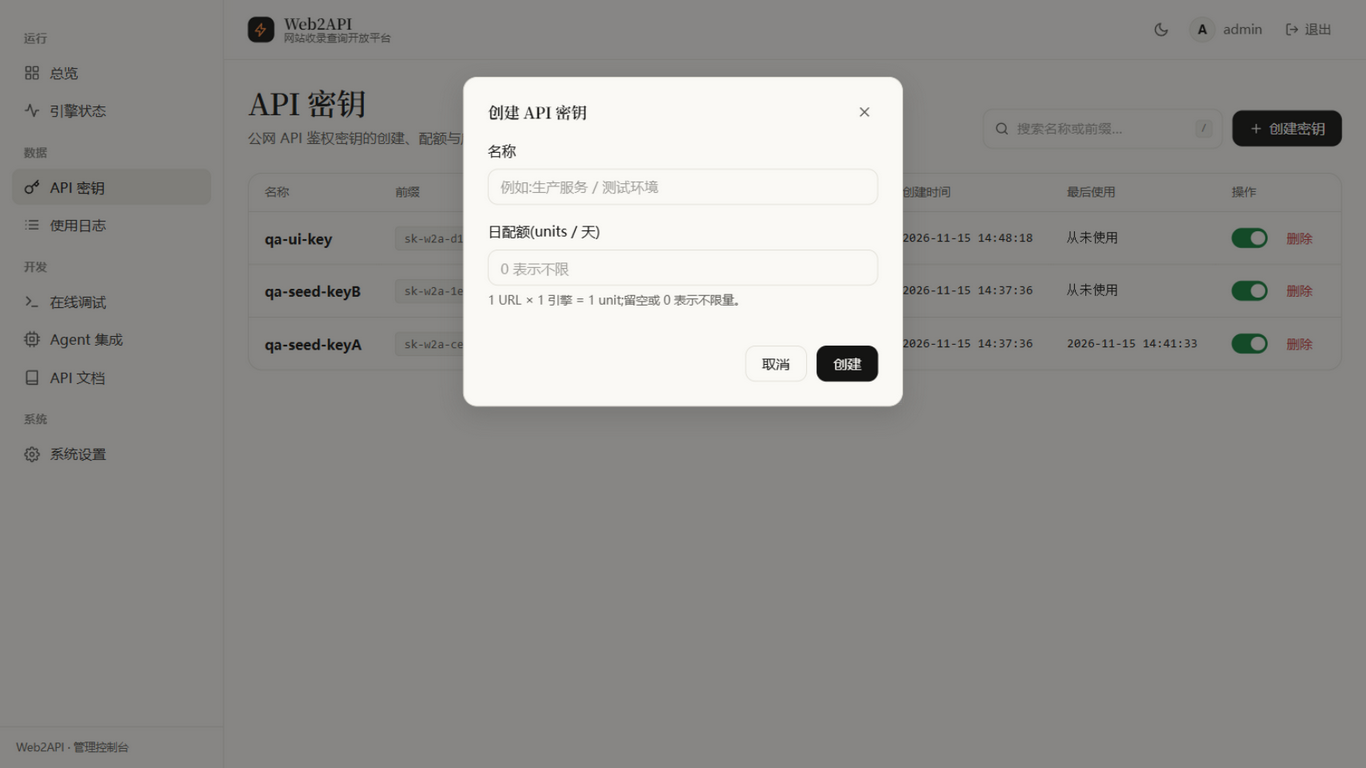 运行
总览
引擎状态
数据
API 密钥
使用日志
开发
在线调试
Agent 集成
API 文档
系统
系统设置
Web2API · 管理控制台
Web2API
网站收录查询开放平台
A admin 退出
API 密钥
公网 API 鉴权密钥的创建、配额与
搜索名称或前缀... /
+ 创建密钥
名称 前缀 创建时间 最后使用 操作
qa-ui-key sk-w2a-d1 2026-11-15 14:48:18 从未使用 删除
qa-seed-keyB sk-w2a-1e 2026-11-15 14:37:36 从未使用 删除
qa-seed-keyA sk-w2a-ce 2026-11-15 14:37:36 2026-11-15 14:41:33 删除
创建 API 密钥
名称
例如:生产服务 / 测试环境
日配额(units / 天)
0 表示不限
1 URL × 1 引擎 = 1 unit;留空或 0 表示不限量。
取消 创建